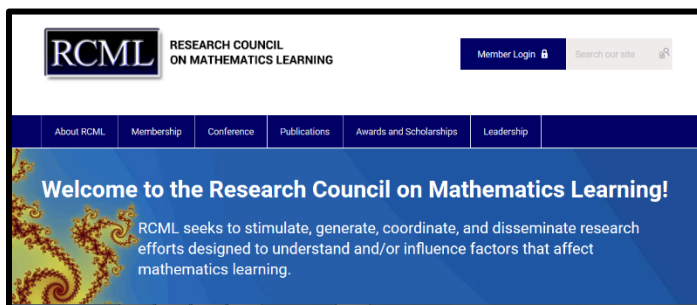 RCML
RESEARCH COUNCIL
ON MATHEMATICS LEARNING
Member Login
Search our site
About RCML
Membership
Conference
Publications
Awards and Scholarships
Leadership
Welcome to the Research Council on Mathematics Learning!
RCML seeks to stimulate, generate, coordinate, and disseminate research
efforts designed to understand and/or influence factors that affect
mathematics learning.